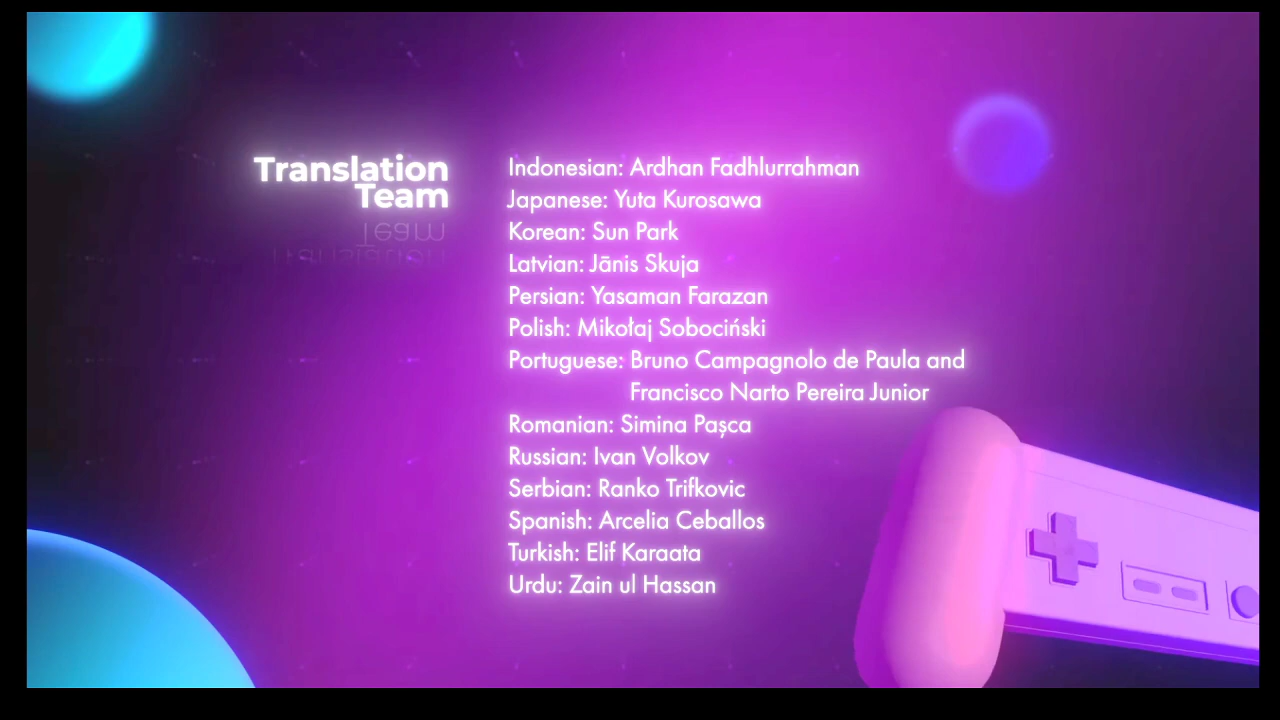 Translation
Team
Indonesian: Ardhan Fadhlurrahman
Japanese: Yuta Kurosawa
Korean: Sun Park
Latvian: Jānis Skuja
Persian: Yasaman Farazan
Polish: Mikołaj Sobociński
Portuguese: Bruno Campagnolo de Paula and
Francisco Narto Pereira Junior
Romanian: Simina Pașca
Russian: Ivan Volkov
Serbian: Ranko Trifkovic
Spanish: Arcelia Ceballos
Turkish: Elif Karaata
Urdu: Zain ul Hassan